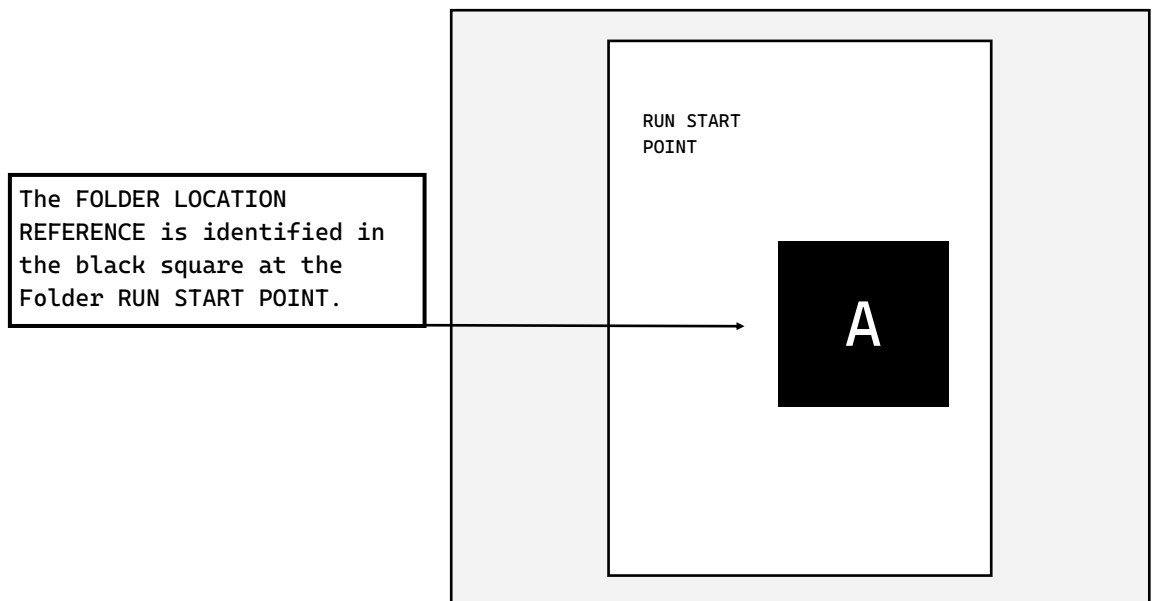 RUN START
POINT
The FOLDER LOCATION
REFERENCE is identified in
the black square at the
Folder RUN START POINT.
A